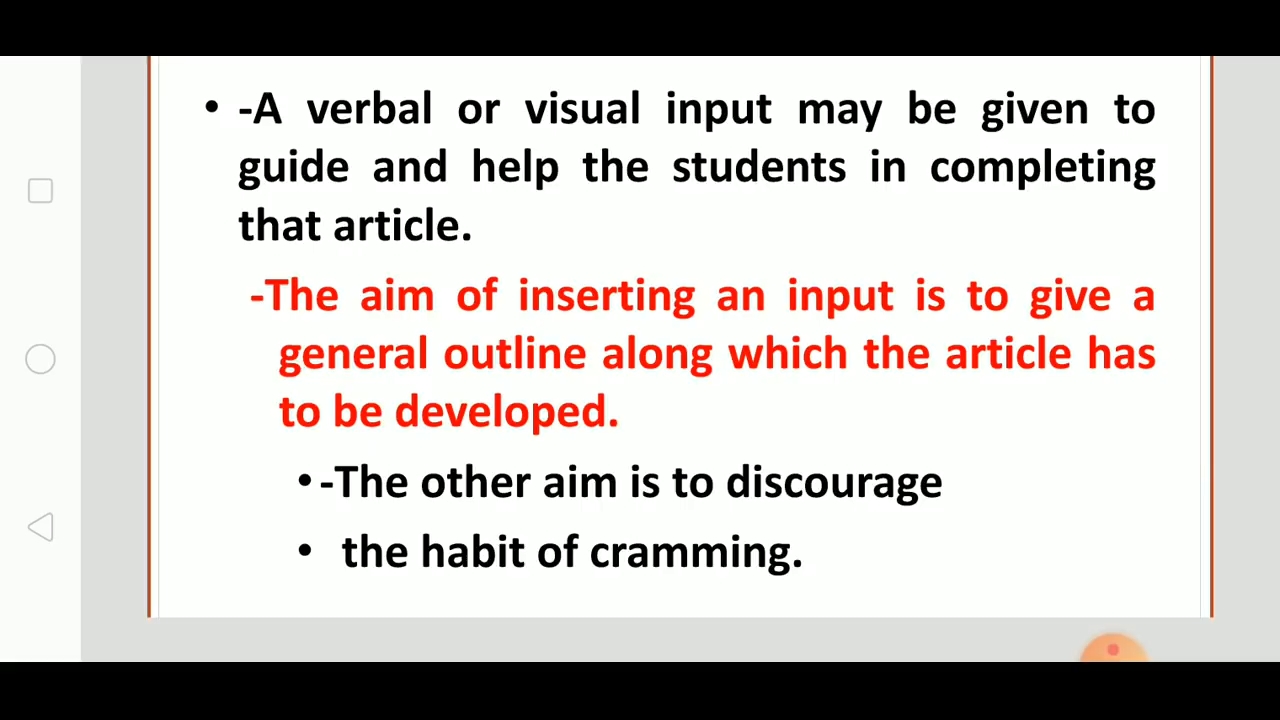 • -A verbal or visual input may be given to
guide and help the students in completing
that article.
-The aim of inserting an input is to give a
general outline along which the article has
to be developed.
• -The other aim is to discourage
• the habit of cramming.